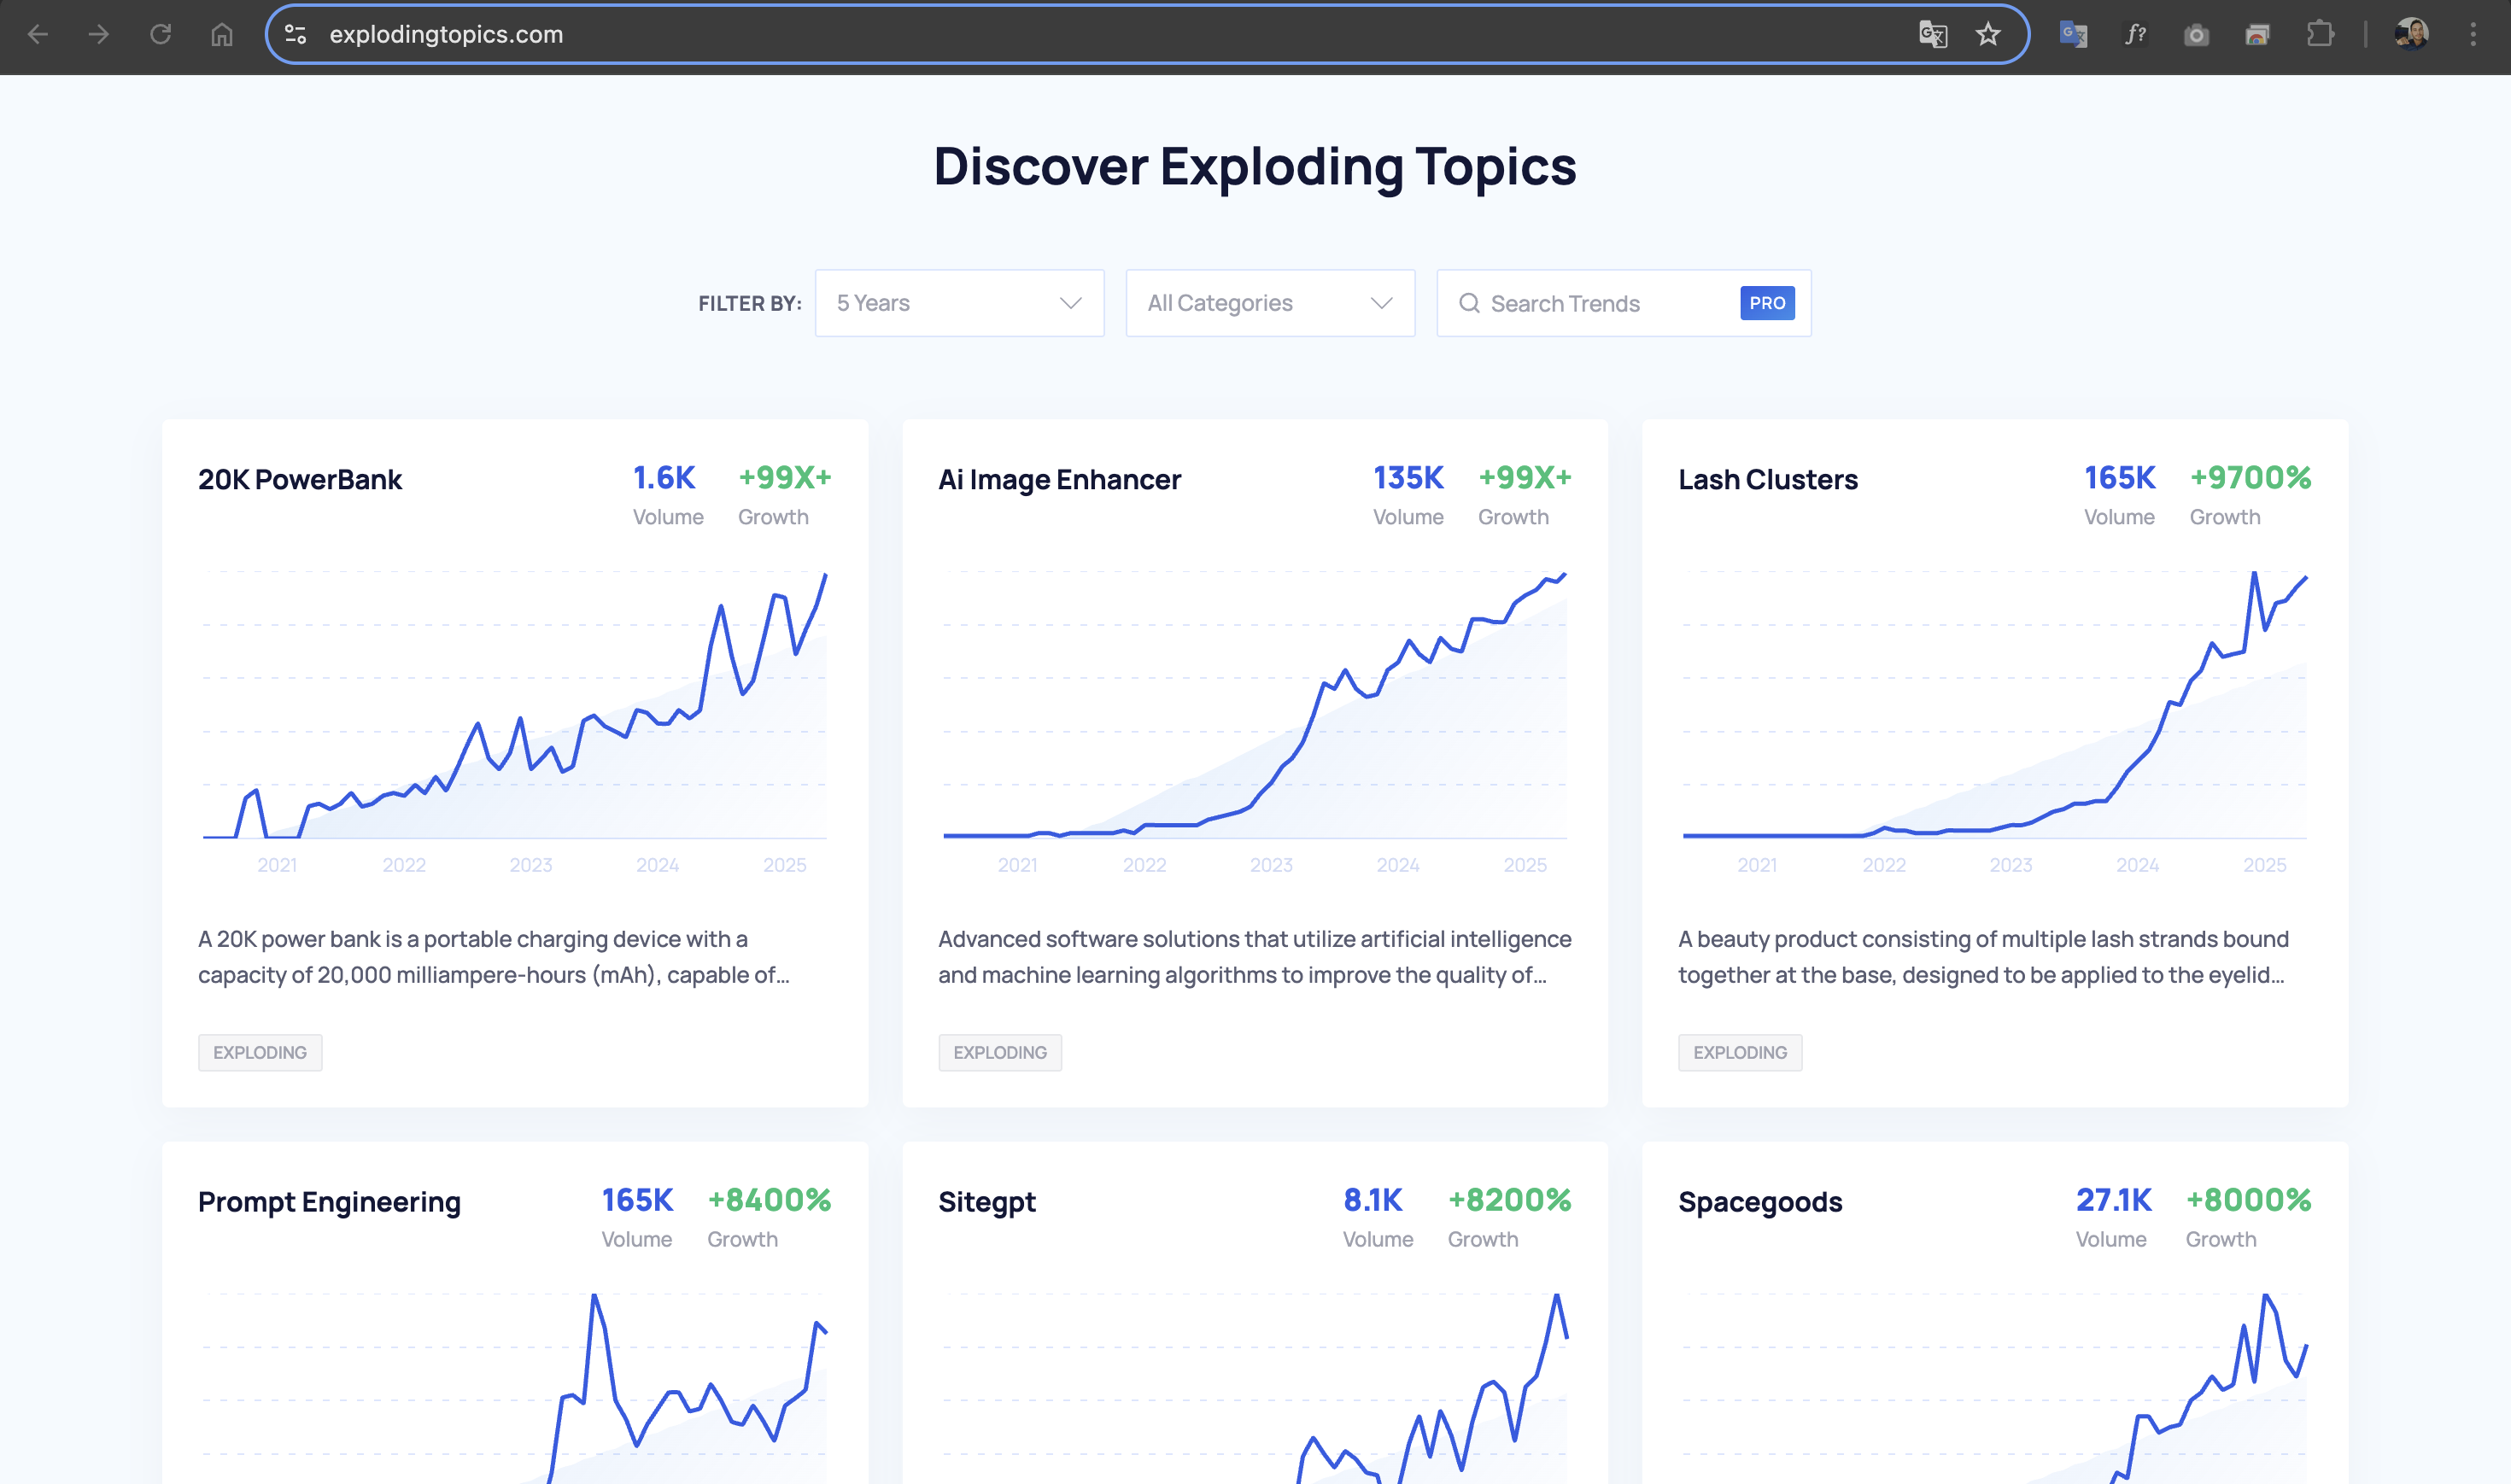 explodingtopics.com
Discover Exploding Topics
FILTER BY: 5 Years All Categories Search Trends PRO
20K PowerBank 1.6K +99X+
Volume Growth
2021 2022 2023 2024 2025
A 20K power bank is a portable charging device with a
capacity of 20,000 milliampere-hours (mAh), capable of...
EXPLODING
Ai Image Enhancer 135K +99X+
Volume Growth
2021 2022 2023 2024 2025
Advanced software solutions that utilize artificial intelligence
and machine learning algorithms to improve the quality of...
EXPLODING
Lash Clusters 165K +9700%
Volume Growth
2021 2022 2023 2024 2025
A beauty product consisting of multiple lash strands bound
together at the base, designed to be applied to the eyelid...
EXPLODING
Prompt Engineering 165K +8400%
Volume Growth
Sitegpt 8.1K +8200%
Volume Growth
Spacegoods 27.1K +8000%
Volume Growth